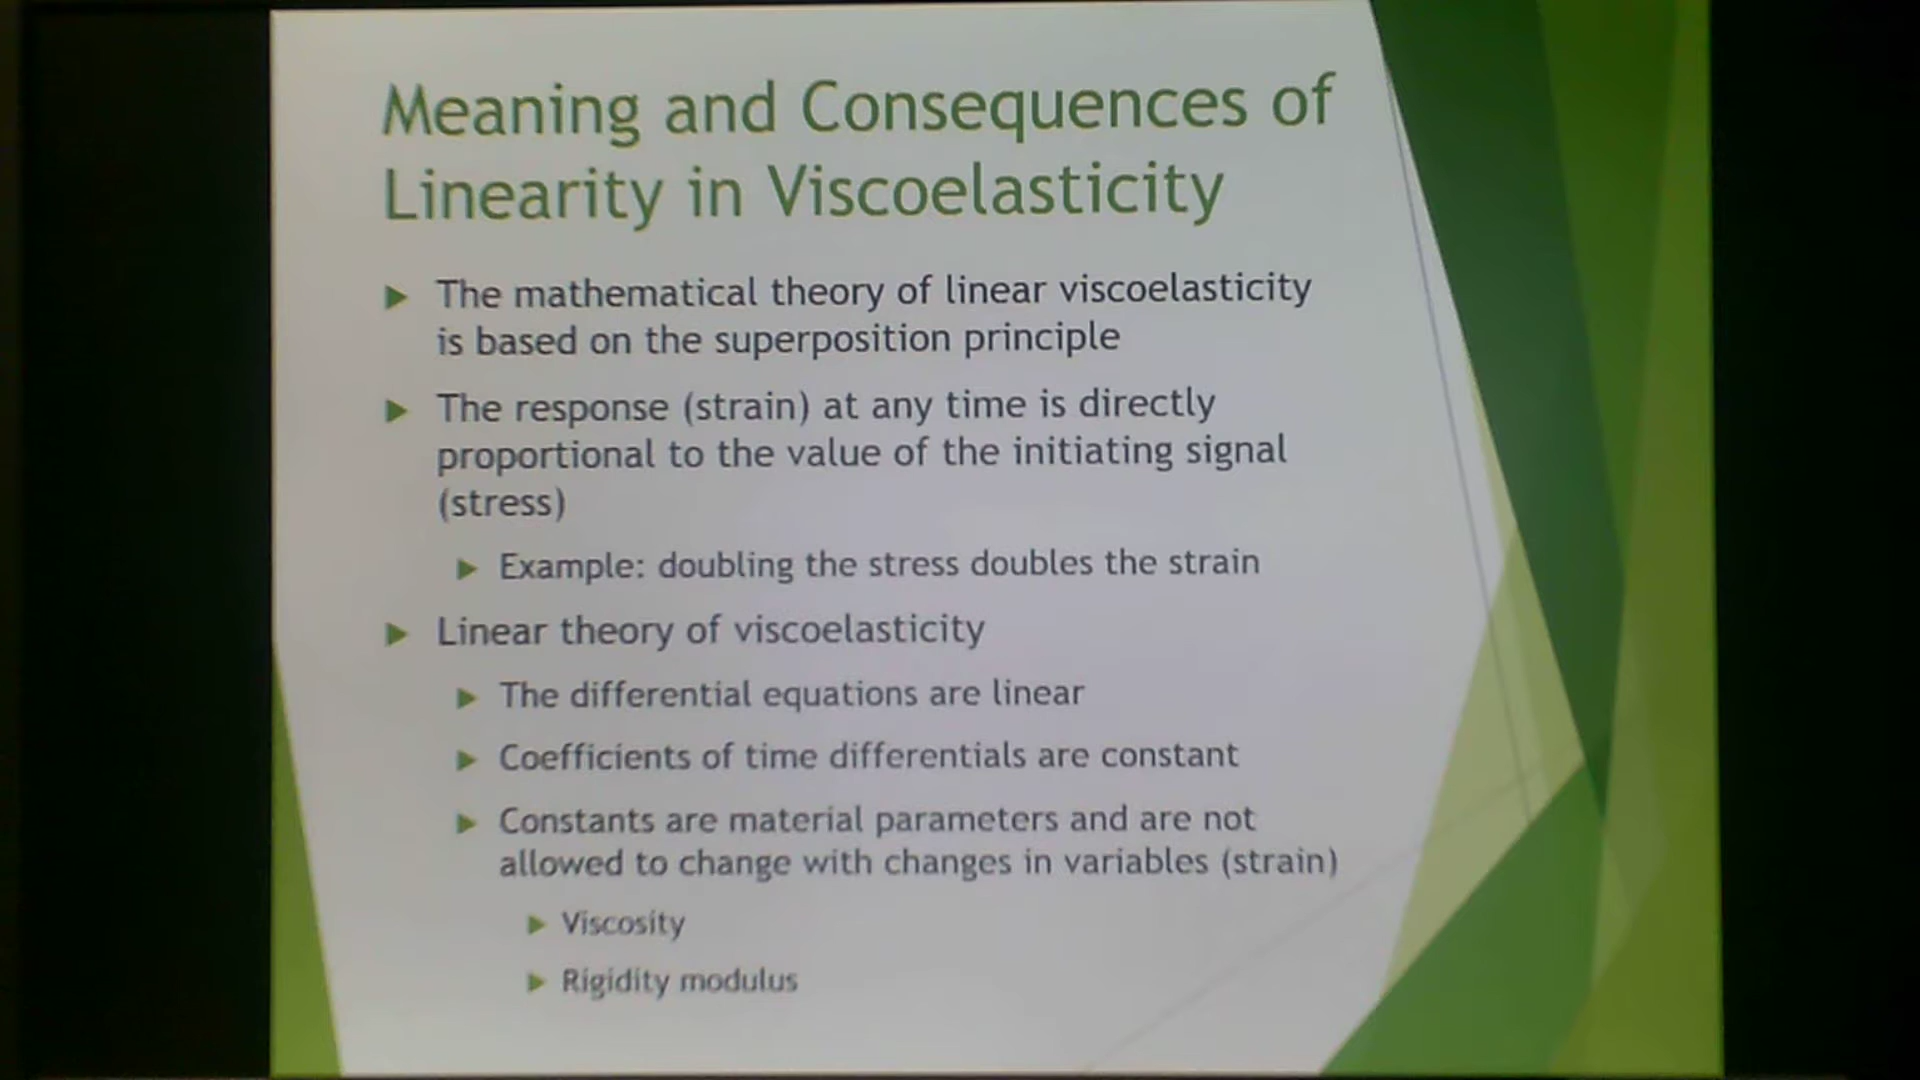 Meaning and Consequences of
Linearity in Viscoelasticity
The mathematical theory of linear viscoelasticity
is based on the superposition principle
The response (strain) at any time is directly
proportional to the value of the initiating signal
(stress)
Example: doubling the stress doubles the strain
Linear theory of viscoelasticity
The differential equations are linear
Coefficients of time differentials are constant
Constants are material parameters and are not
allowed to change with changes in variables (strain)
Viscosity
Rigidity modulus